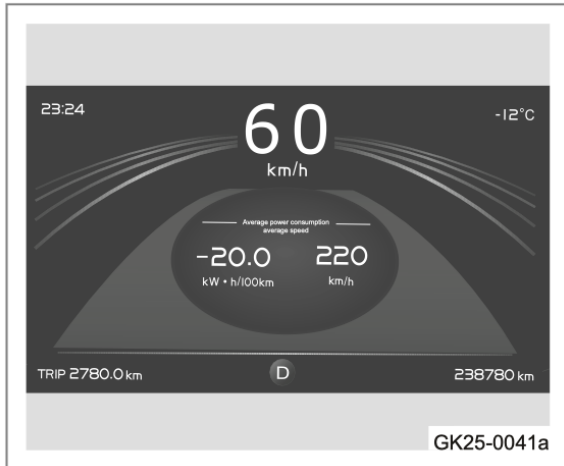 23:24
60
-12°C
km/h
Average power consumption
average speed
-20.0 220
kW • h/100km km/h
TRIP 2780.0 km D 238780 km
GK25-0041a